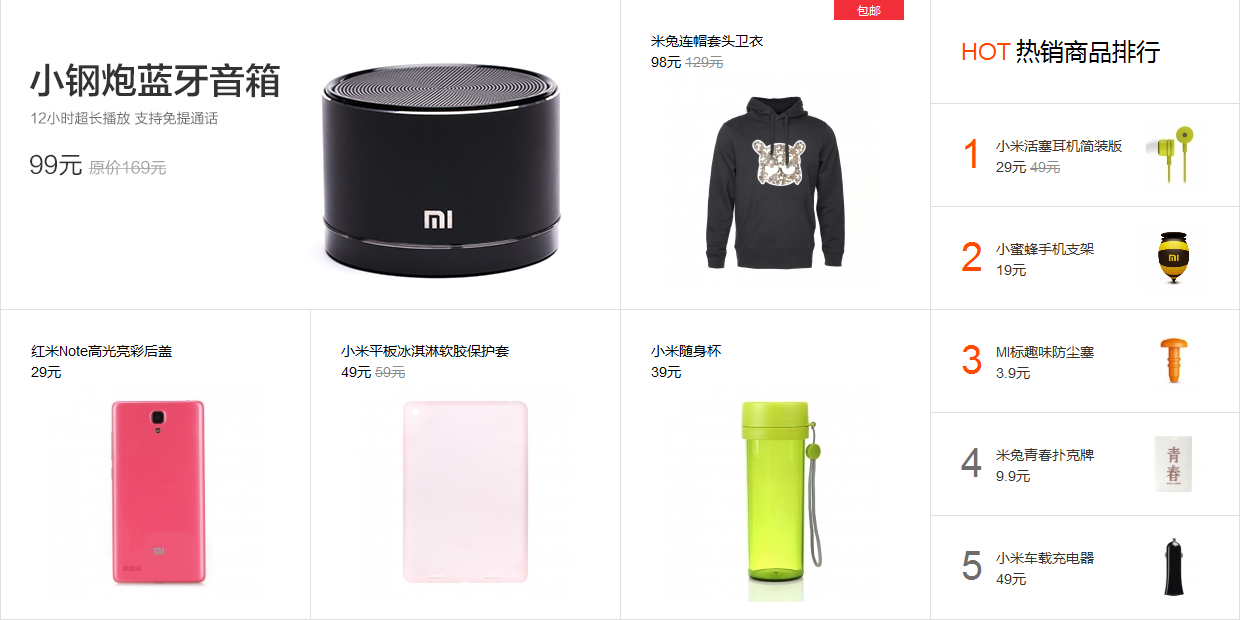 小钢炮蓝牙音箱
12小时超长播放 支持免提通话
99元 原价169元
MI
包邮
米兔连帽套头卫衣
98元 129元
红米Note高光亮彩后盖
29元
MI
小米平板冰淇淋软胶保护套
49元 59元
小米随身杯
39元
HOT 热销商品排行
1
小米活塞耳机简装版
29元 49元
2
小蜜蜂手机支架
19元
MI
3
MI标趣味防尘塞
3.9元
4
米兔青春扑克牌
9.9元
青
春
5
小米车载充电器
49元